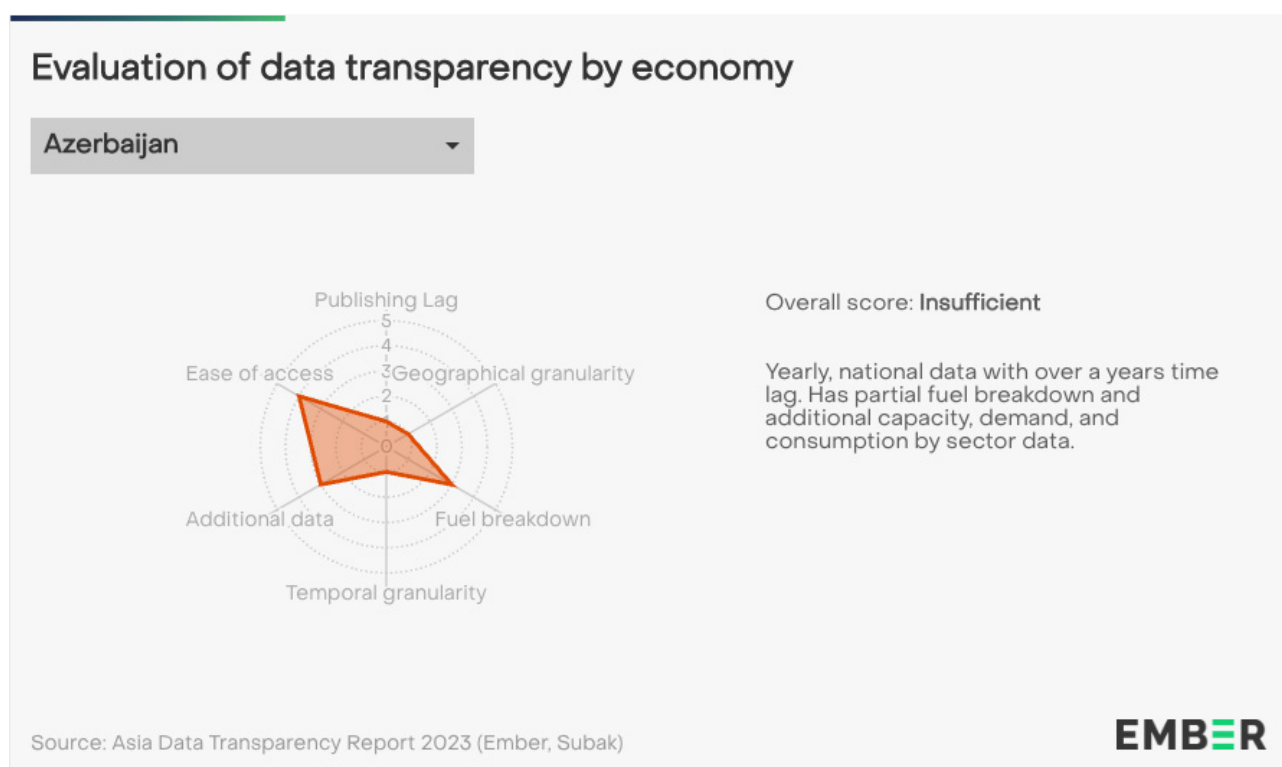 Evaluation of data transparency by economy
Azerbaijan
Publishing Lag
5
4
3
2
1
0
Ease of access
Geographical granularity
Additional data
Fuel breakdown
Temporal granularity
Overall score: Insufficient
Yearly, national data with over a years time
lag. Has partial fuel breakdown and
additional capacity, demand, and
consumption by sector data.
Source: Asia Data Transparency Report 2023 (Ember, Subak)
EMBER